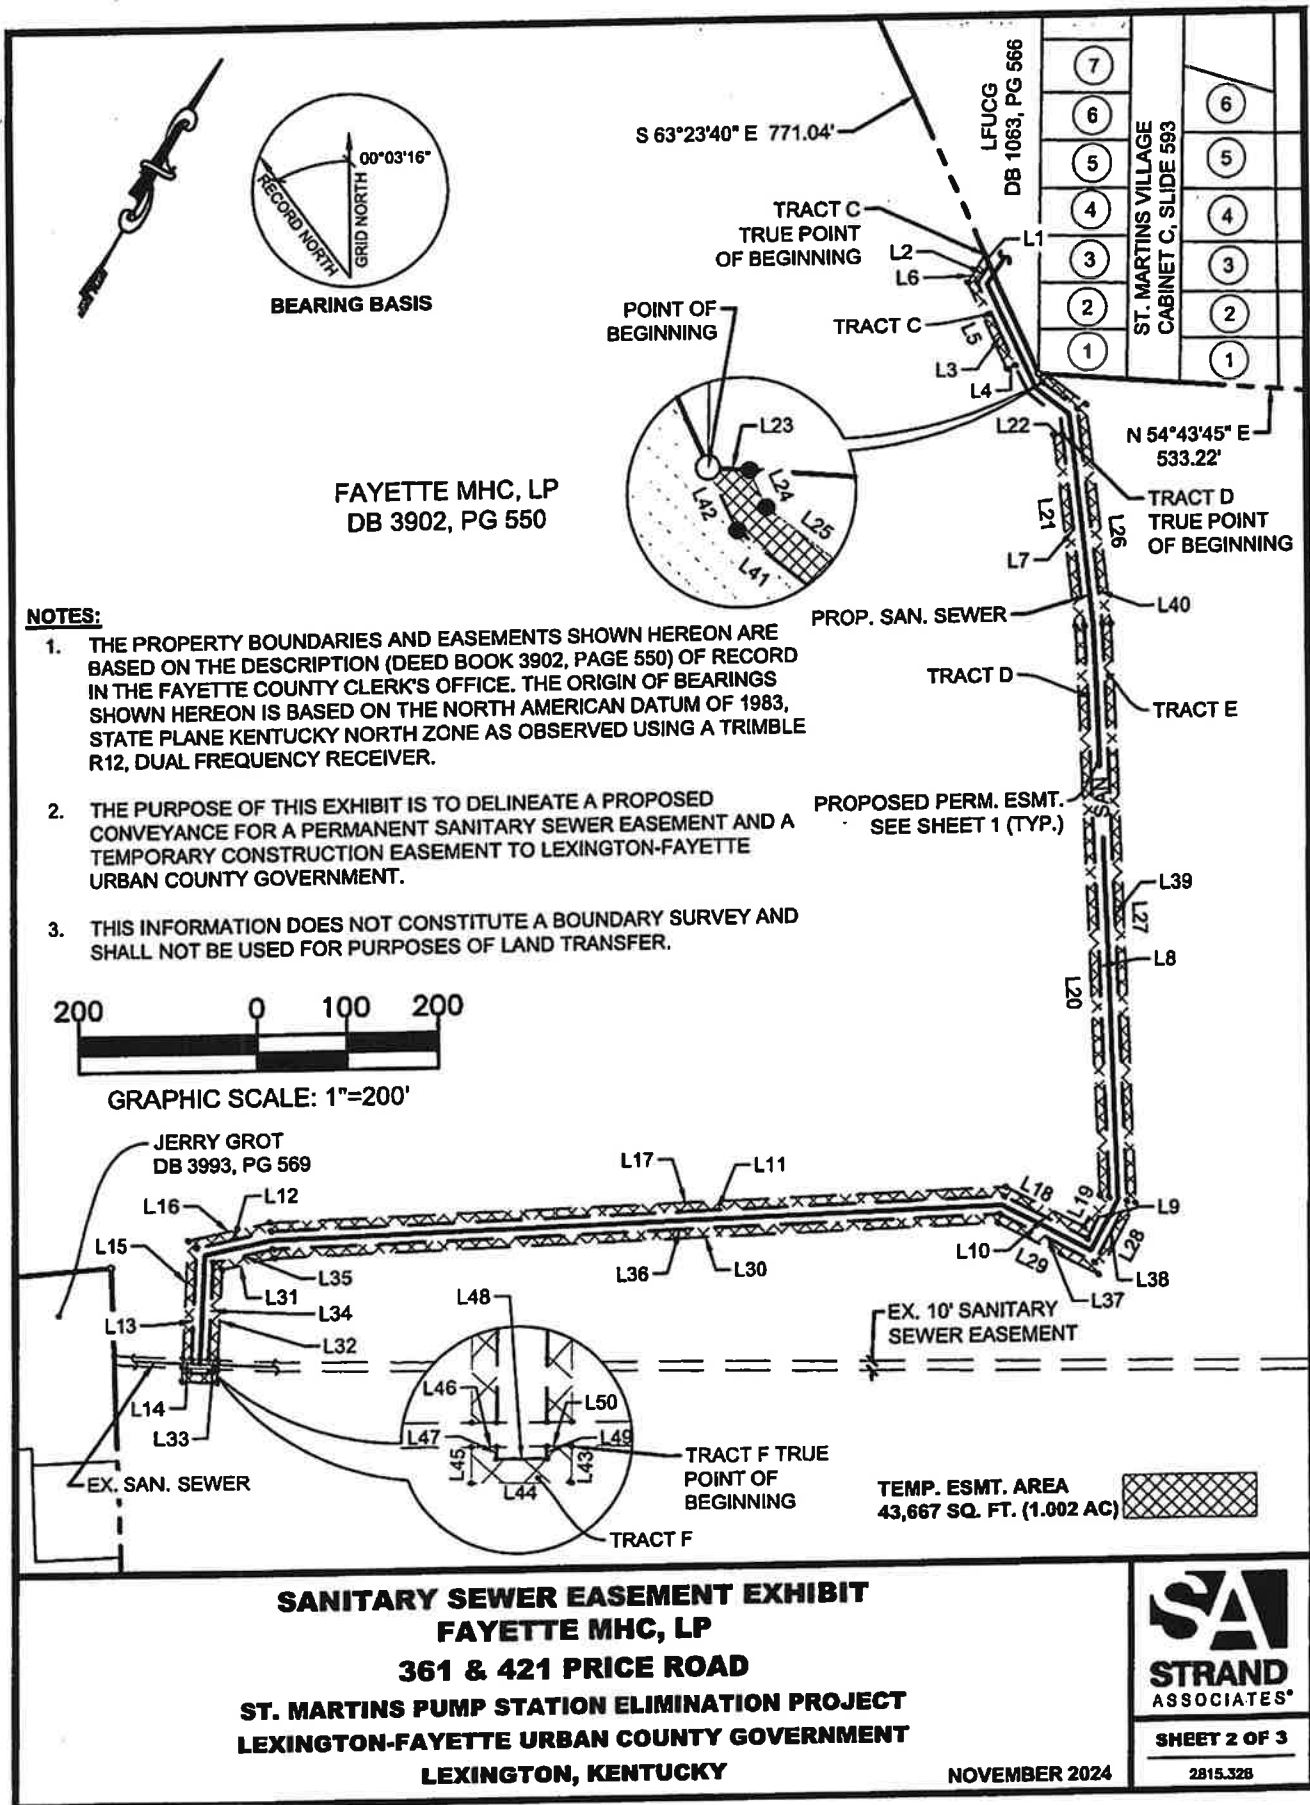 S 63°23'40" E 771.04'
LFUCG
DB 1063, PG 566
7
6
5
4
3
2
1
ST. MARTINS VILLAGE
CABINET C, SLIDE 593
6
5
4
3
2
1
00°03'16"
RECORD NORTH
GRID NORTH
BEARING BASIS
TRACT C
TRUE POINT
OF BEGINNING
L1
L2
L6
TRACT C
L5
L3
L4
POINT OF
BEGINNING
L23
L24
L42
L25
L41
L22
N 54°43'45" E
533.22'
TRACT D
TRUE POINT
OF BEGINNING
L21
L26
L7
L40
FAYETTE MHC, LP
DB 3902, PG 550
PROP. SAN. SEWER
TRACT D
TRACT E
NOTES:
1. THE PROPERTY BOUNDARIES AND EASEMENTS SHOWN HEREON ARE
BASED ON THE DESCRIPTION (DEED BOOK 3902, PAGE 550) OF RECORD
IN THE FAYETTE COUNTY CLERK'S OFFICE. THE ORIGIN OF BEARINGS
SHOWN HEREON IS BASED ON THE NORTH AMERICAN DATUM OF 1983,
STATE PLANE KENTUCKY NORTH ZONE AS OBSERVED USING A TRIMBLE
R12, DUAL FREQUENCY RECEIVER.
2. THE PURPOSE OF THIS EXHIBIT IS TO DELINEATE A PROPOSED
CONVEYANCE FOR A PERMANENT SANITARY SEWER EASEMENT AND A
TEMPORARY CONSTRUCTION EASEMENT TO LEXINGTON-FAYETTE
URBAN COUNTY GOVERNMENT.
3. THIS INFORMATION DOES NOT CONSTITUTE A BOUNDARY SURVEY AND
SHALL NOT BE USED FOR PURPOSES OF LAND TRANSFER.
PROPOSED PERM. ESMT.
SEE SHEET 1 (TYP.)
SAN
L39
L27
L8
L20
200 0 100 200
GRAPHIC SCALE: 1"=200'
JERRY GROT
DB 3993, PG 569
L16
L12
L15
L17
L11
L18
L19
L9
L10
L28
L29
L38
L37
L35
L31
L36
L30
L34
L13
L32
L48
EX. 10' SANITARY
SEWER EASEMENT
L14
L33
L46
L50
L47
L49
L45
L43
L44
EX. SAN. SEWER
TRACT F TRUE
POINT OF
BEGINNING
TRACT F
TEMP. ESMT. AREA
43,667 SQ. FT. (1.002 AC)
SANITARY SEWER EASEMENT EXHIBIT
FAYETTE MHC, LP
361 & 421 PRICE ROAD
ST. MARTINS PUMP STATION ELIMINATION PROJECT
LEXINGTON-FAYETTE URBAN COUNTY GOVERNMENT
LEXINGTON, KENTUCKY
NOVEMBER 2024
SA
STRAND
ASSOCIATES®
SHEET 2 OF 3
2815.328